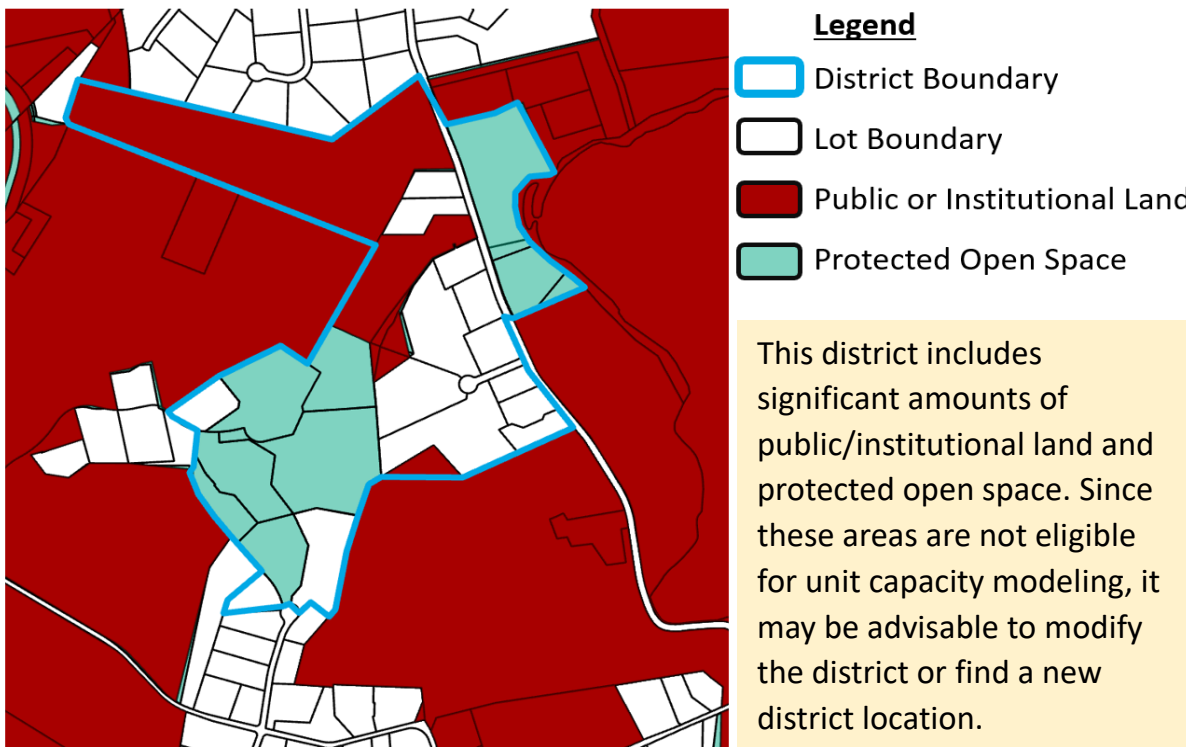 Legend
District Boundary
Lot Boundary
Public or Institutional Land
Protected Open Space
This district includes
significant amounts of
public/institutional land and
protected open space. Since
these areas are not eligible
for unit capacity modeling, it
may be advisable to modify
the district or find a new
district location.